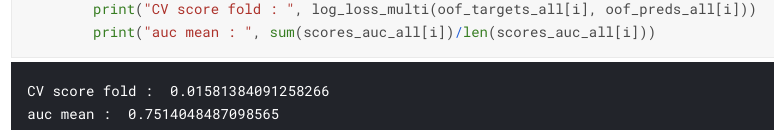 print("CV score fold : ", log_loss_multi(oof_targets_all[i], oof_preds_all[i]))
print("auc mean : ", sum(scores_auc_all[i])/len(scores_auc_all[i]))
CV score fold :  0.01581384091258266
auc mean :  0.7514048487098565